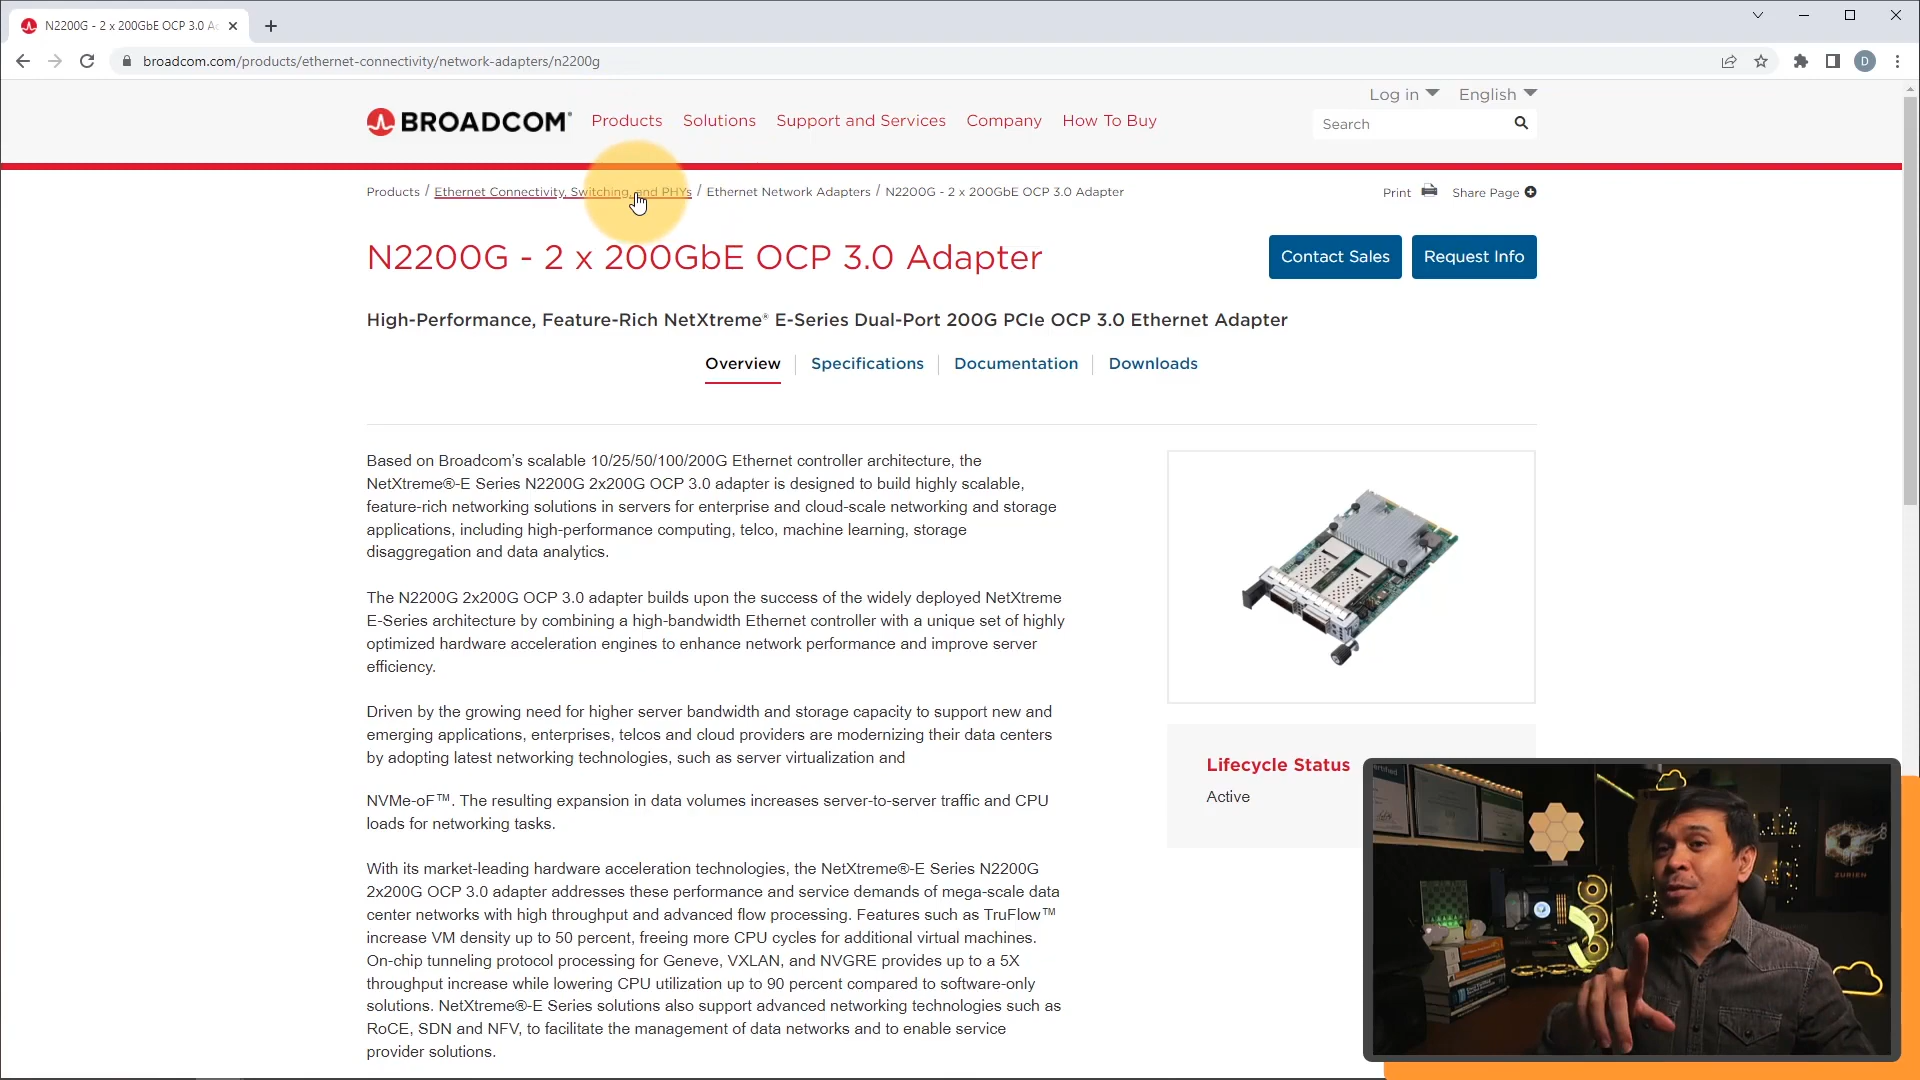 N2200G - 2 x 200GbE OCP 3.0 A
broadcom.com/products/ethernet-connectivity/network-adapters/n2200g
D
Log in English
BROADCOM® Products Solutions Support and Services Company How To Buy
Search
Products / Ethernet Connectivity, Switching, and PHYs / Ethernet Network Adapters / N2200G - 2 x 200GbE OCP 3.0 Adapter
Print Share Page
N2200G - 2 x 200GbE OCP 3.0 Adapter
Contact Sales Request Info
High-Performance, Feature-Rich NetXtreme® E-Series Dual-Port 200G PCIe OCP 3.0 Ethernet Adapter
Overview Specifications Documentation Downloads
Based on Broadcom's scalable 10/25/50/100/200G Ethernet controller architecture, the
NetXtreme®-E Series N2200G 2x200G OCP 3.0 adapter is designed to build highly scalable,
feature-rich networking solutions in servers for enterprise and cloud-scale networking and storage
applications, including high-performance computing, telco, machine learning, storage
disaggregation and data analytics.
The N2200G 2x200G OCP 3.0 adapter builds upon the success of the widely deployed NetXtreme
E-Series architecture by combining a high-bandwidth Ethernet controller with a unique set of highly
optimized hardware acceleration engines to enhance network performance and improve server
efficiency.
Driven by the growing need for higher server bandwidth and storage capacity to support new and
emerging applications, enterprises, telcos and cloud providers are modernizing their data centers
by adopting latest networking technologies, such as server virtualization and
NVMe-oF™. The resulting expansion in data volumes increases server-to-server traffic and CPU
loads for networking tasks.
With its market-leading hardware acceleration technologies, the NetXtreme®-E Series N2200G
2x200G OCP 3.0 adapter addresses these performance and service demands of mega-scale data
center networks with high throughput and advanced flow processing. Features such as TruFlow™
increase VM density up to 50 percent, freeing more CPU cycles for additional virtual machines.
On-chip tunneling protocol processing for Geneve, VXLAN, and NVGRE provides up to a 5X
throughput increase while lowering CPU utilization up to 90 percent compared to software-only
solutions. NetXtreme®-E Series solutions also support advanced networking technologies such as
RoCE, SDN and NFV, to facilitate the management of data networks and to enable service
provider solutions.
Lifecycle Status
Active
ZURIEN